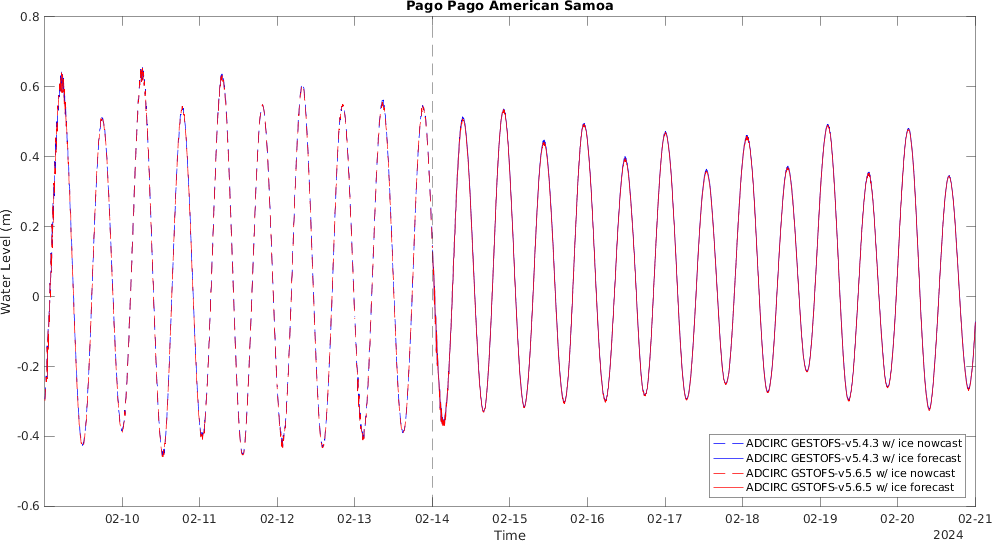 Pago Pago American Samoa
0.8
0.6
0.4
0.2
0
-0.2
-0.4
-0.6
Water Level (m)
ADCIRC GESTOFS-v5.4.3 w/ ice nowcast
ADCIRC GESTOFS-v5.4.3 w/ ice forecast
ADCIRC GSTOFS-v5.6.5 w/ ice nowcast
ADCIRC GSTOFS-v5.6.5 w/ ice forecast
02-10 02-11 02-12 02-13 02-14 02-15 02-16 02-17 02-18 02-19 02-20 02-21
Time
2024